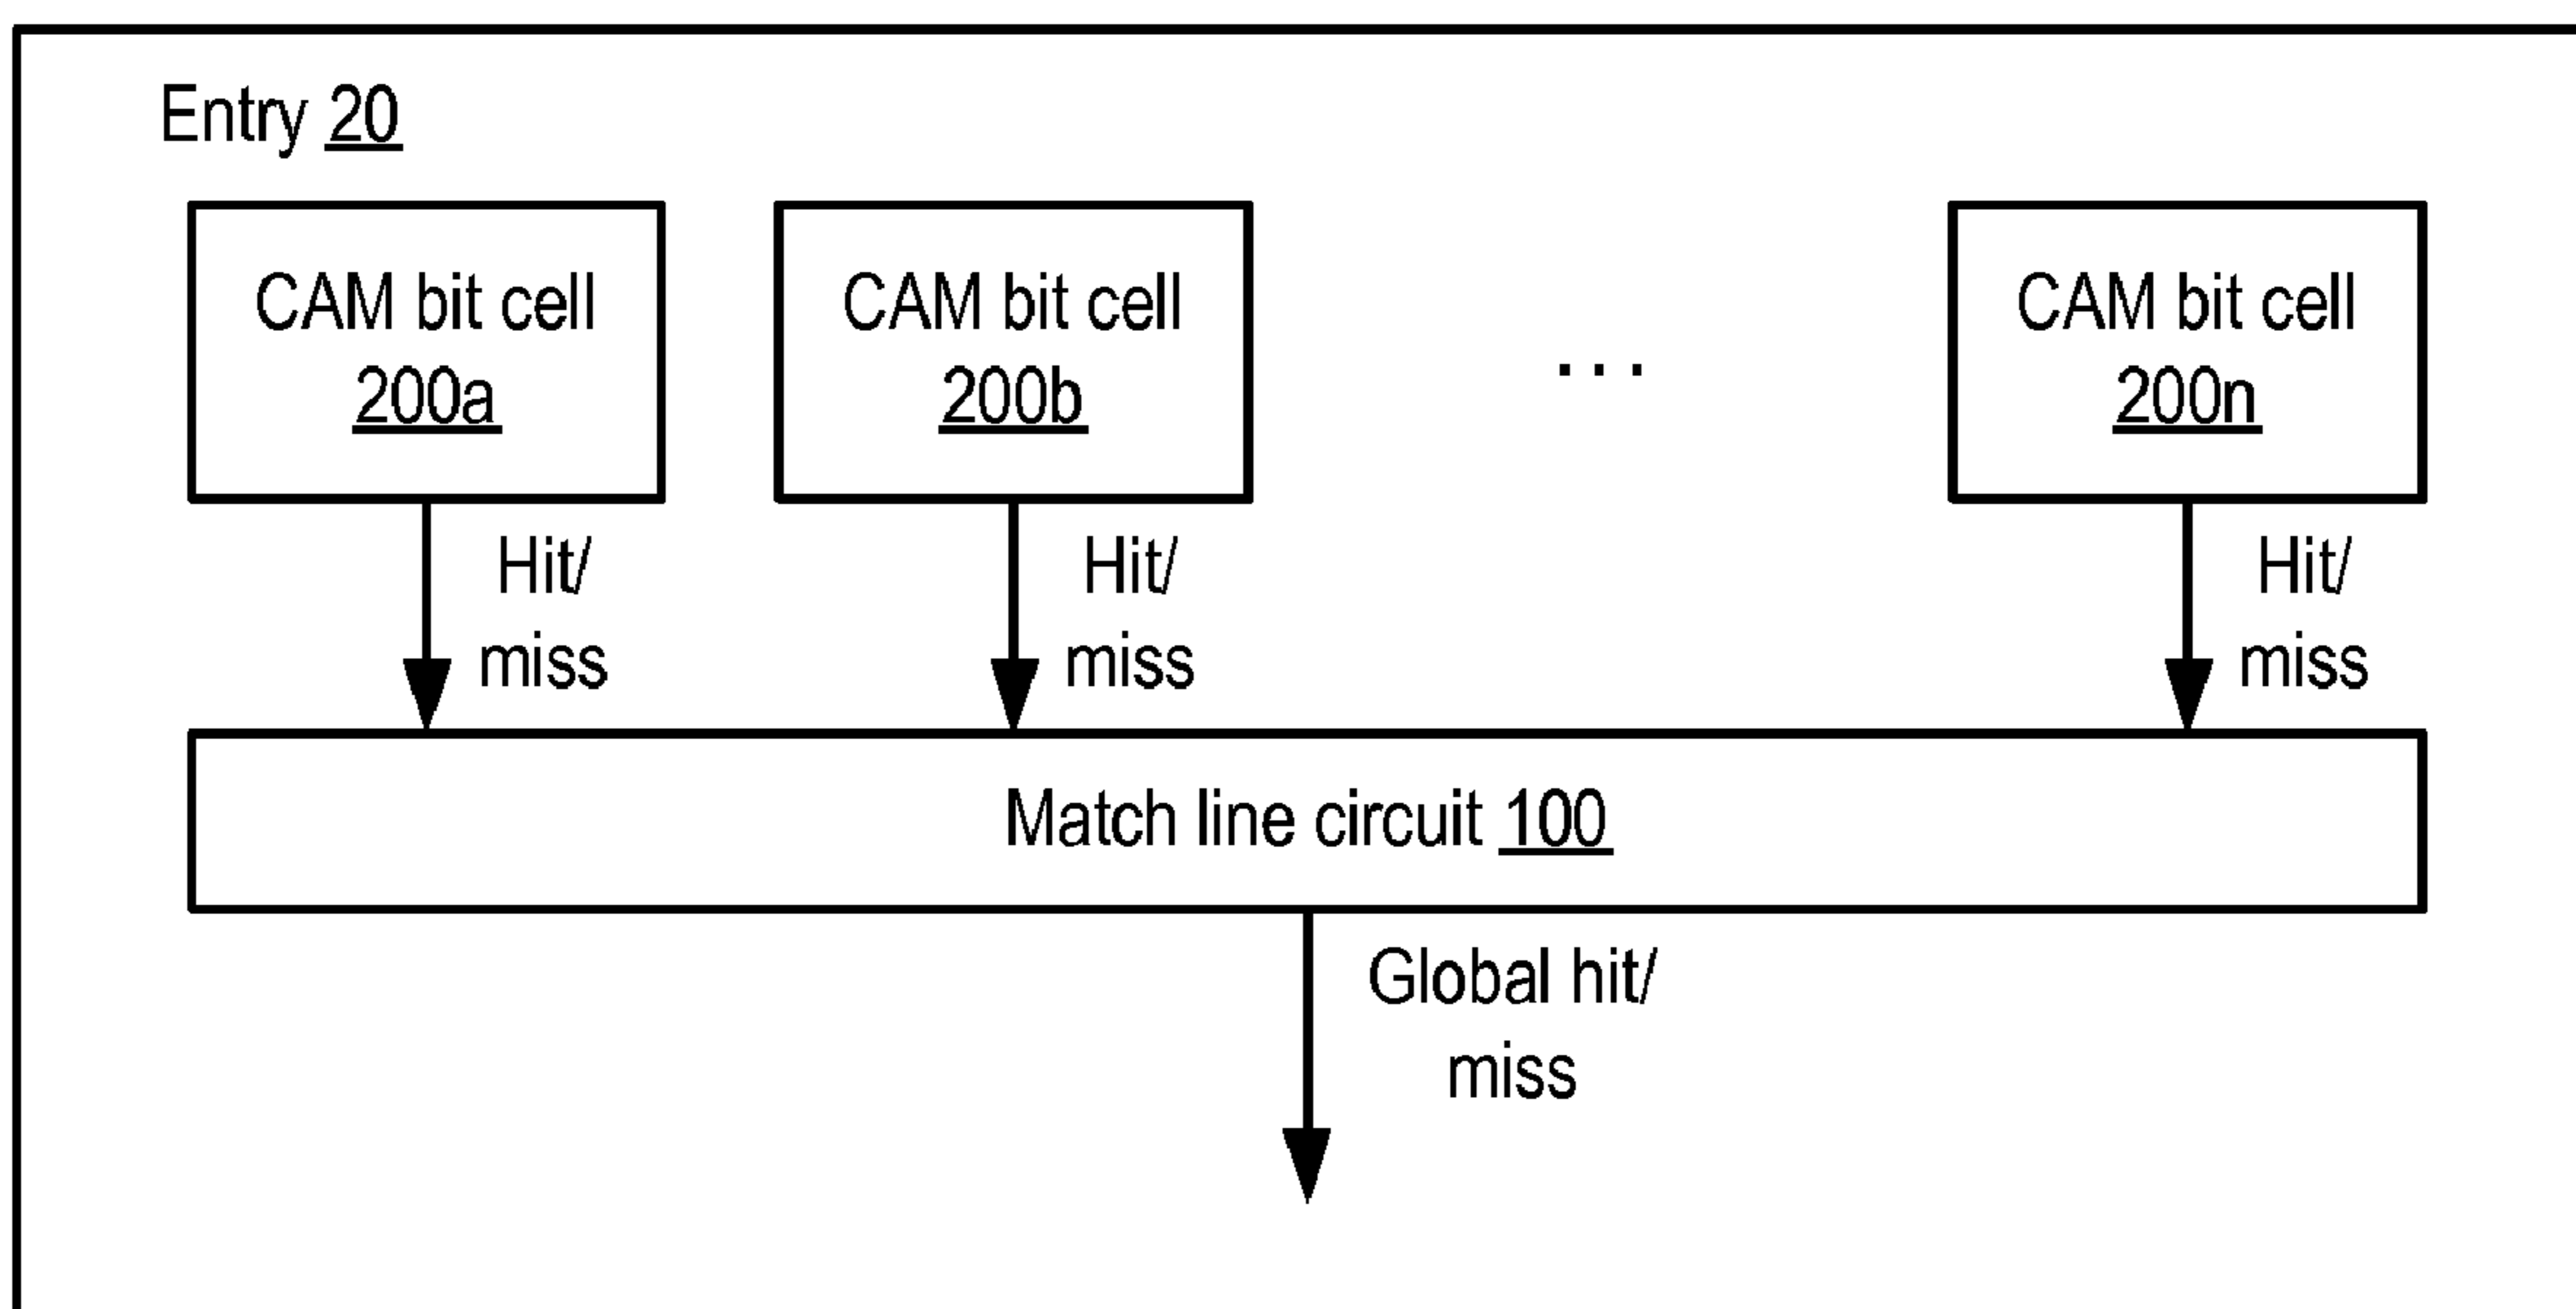 Entry 20
CAM bit cell
200a
CAM bit cell
200b
...
CAM bit cell
200n
Hit/
miss
Hit/
miss
Hit/
miss
Match line circuit 100
Global hit/
miss